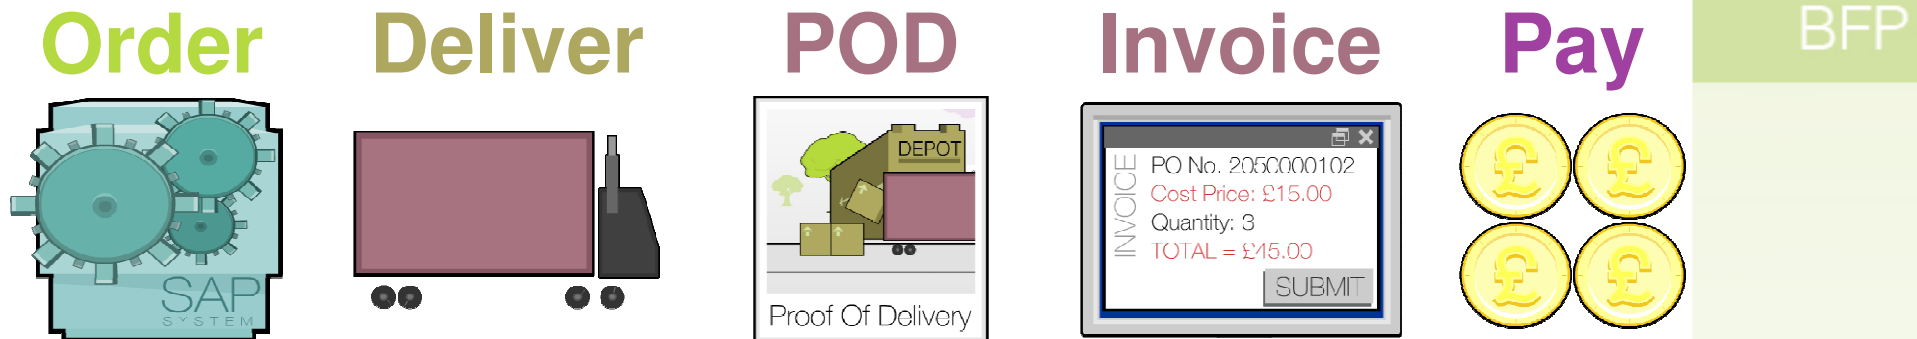 Order
Deliver
POD
Invoice
Pay
BFP
SAP
SYSTEM
DEPOT
Proof Of Delivery
INVOICE
PO No. 2050000102
Cost Price: £15.00
Quantity: 3
TOTAL = £45.00
SUBMIT
£ £
£ £